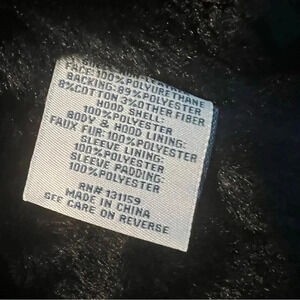 FACE: 100% POLYURETHANE
BACKING: 89% POLYESTER
8% COTTON 3% OTHER FIBER
HOOD SHELL:
100% POLYESTER
BODY & HOOD LINING:
FAUX FUR: 100% POLYESTER
SLEEVE LINING:
100% POLYESTER
SLEEVE PADDING:
100% POLYESTER
RN# 131159
MADE IN CHINA
SEE CARE ON REVERSE